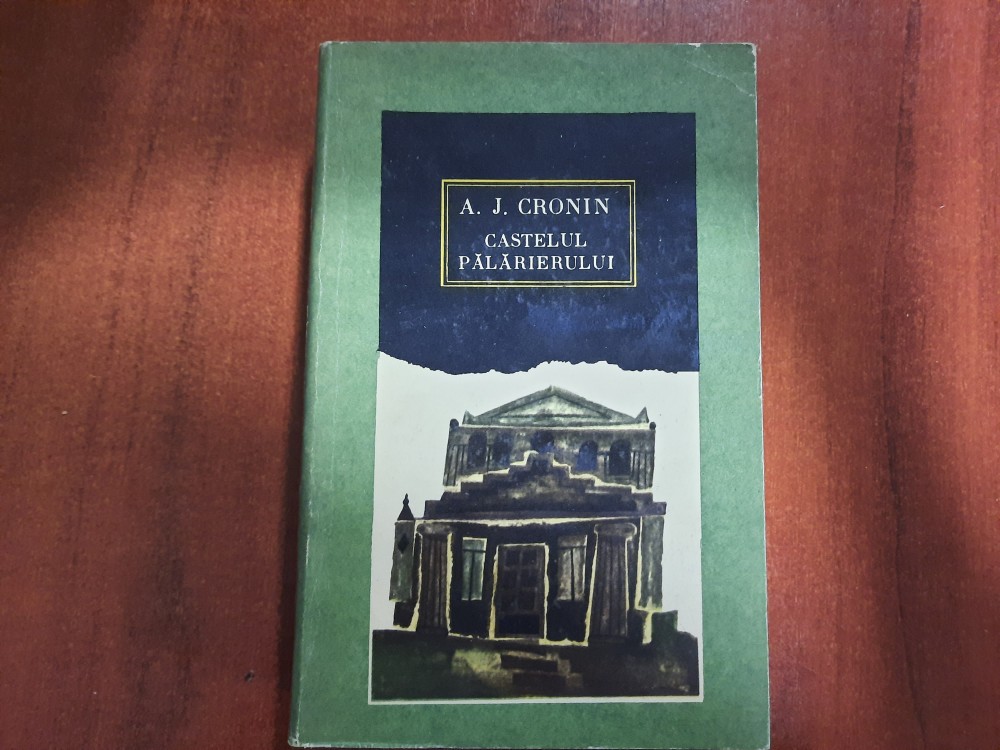 A. J. CRONIN
CASTELUL
PĂLĂRIERULUI